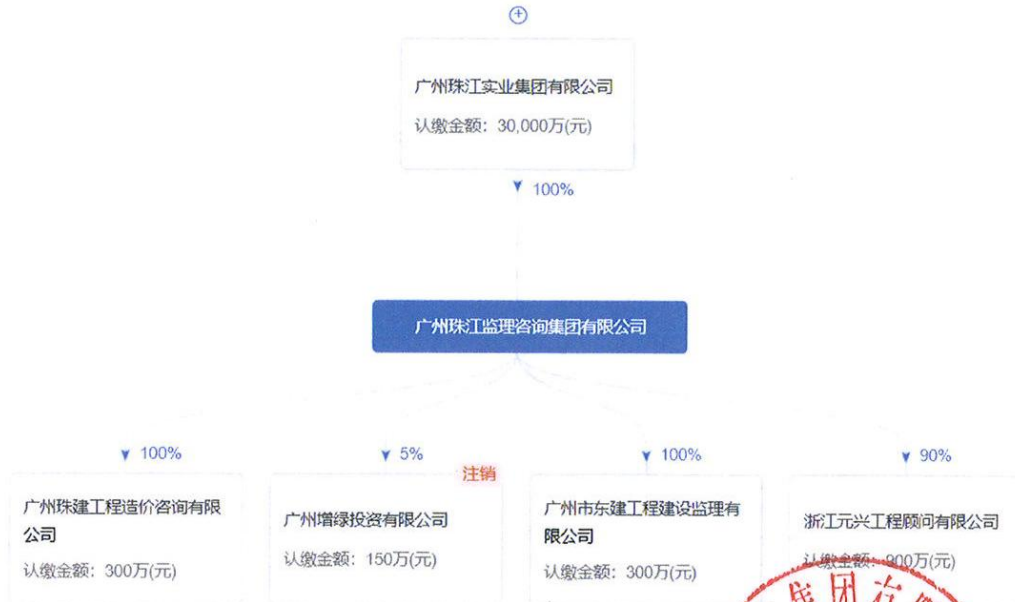 广州珠江实业集团有限公司
认缴金额：30,000万(元)
100%
广州珠江监理咨询集团有限公司
100%
5%
100%
90%
注销
广州珠建工程造价咨询有限
公司
认缴金额：300万(元)
广州增绿投资有限公司
认缴金额：150万(元)
广州市东建工程建设监理有
限公司
认缴金额：300万(元)
浙江元兴工程顾问有限公司
认缴金额：900万(元)
集团有